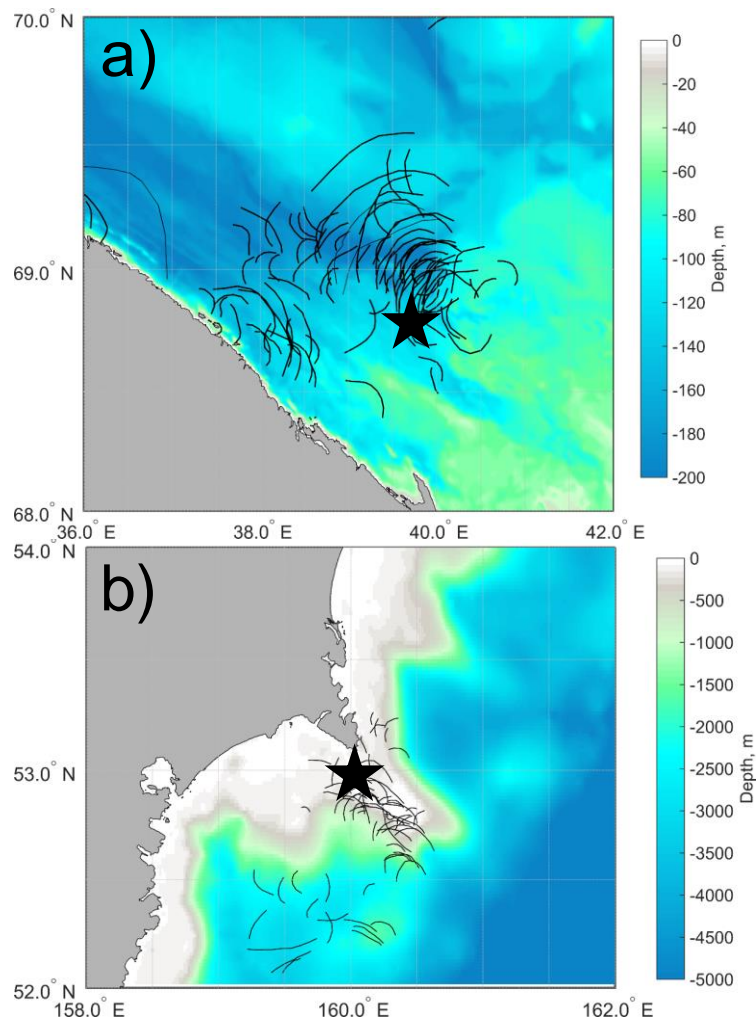 a)
70.0° N
69.0° N
68.0° N
36.0° E
38.0° E
40.0° E
42.0° E
0
-20
-40
-60
-80
-100
-120
-140
-160
-180
-200
Depth, m
b)
54.0° N
53.0° N
52.0° N
158.0° E
160.0° E
162.0° E
0
-500
-1000
-1500
-2000
-2500
-3000
-3500
-4000
-4500
-5000
Depth, m